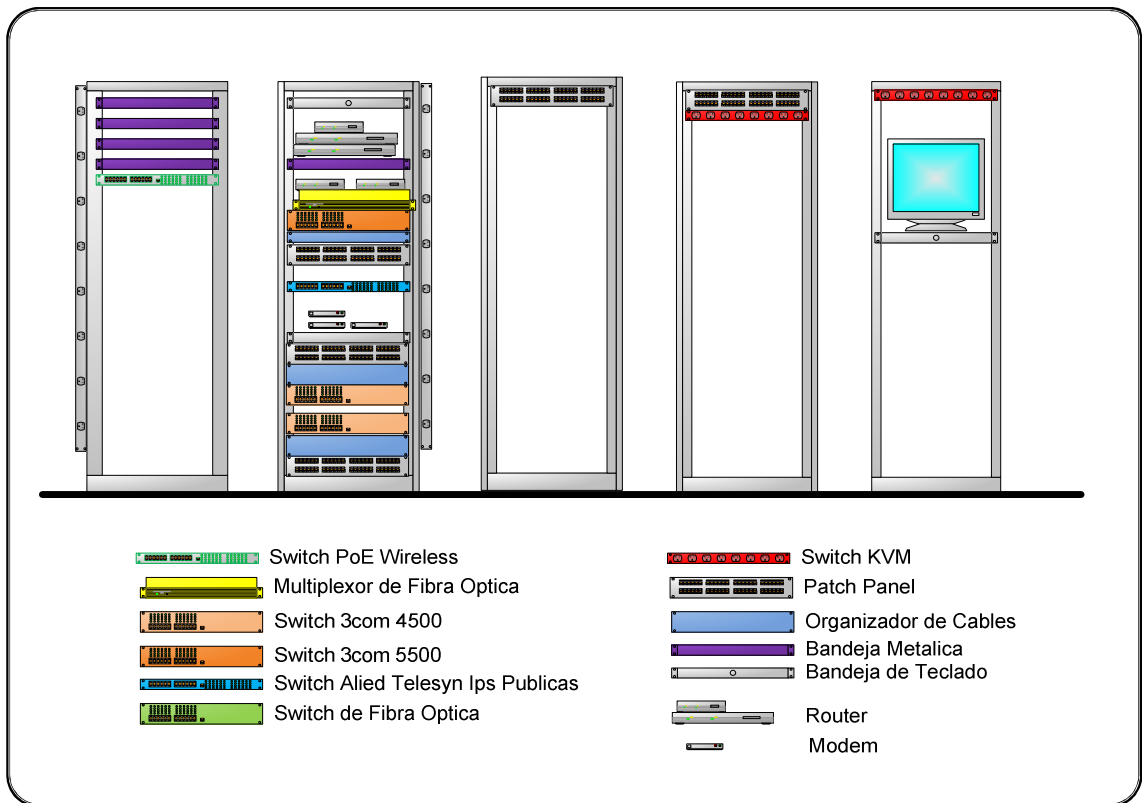 Switch PoE Wireless
Multiplexor de Fibra Optica
Switch 3com 4500
Switch 3com 5500
Switch Alied Telesyn Ips Publicas
Switch de Fibra Optica
Switch KVM
Patch Panel
Organizador de Cables
Bandeja Metalica
Bandeja de Teclado
Router
Modem